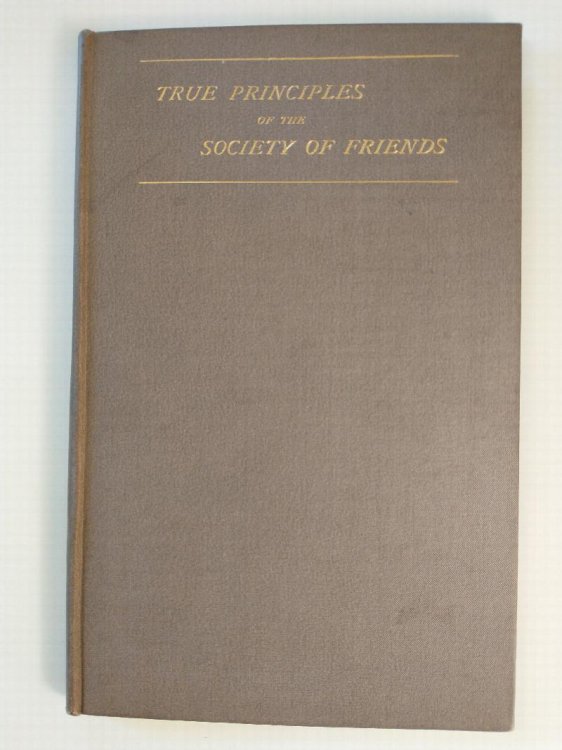 TRUE PRINCIPLES
OF THE
SOCIETY OF FRIENDS